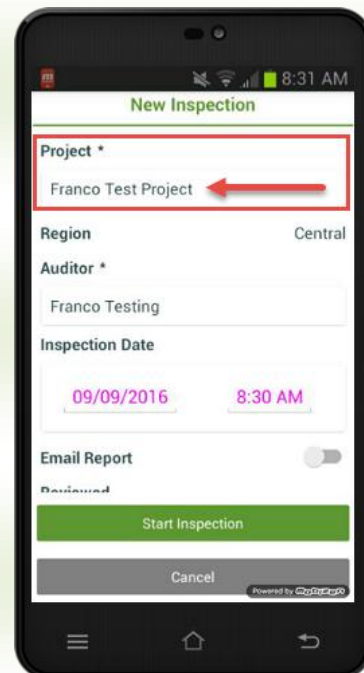 8:31 AM
New Inspection
Project *
Franco Test Project
Region Central
Auditor *
Franco Testing
Inspection Date
09/09/2016 8:30 AM
Email Report
Reviewed
Start Inspection
Cancel
Powered by